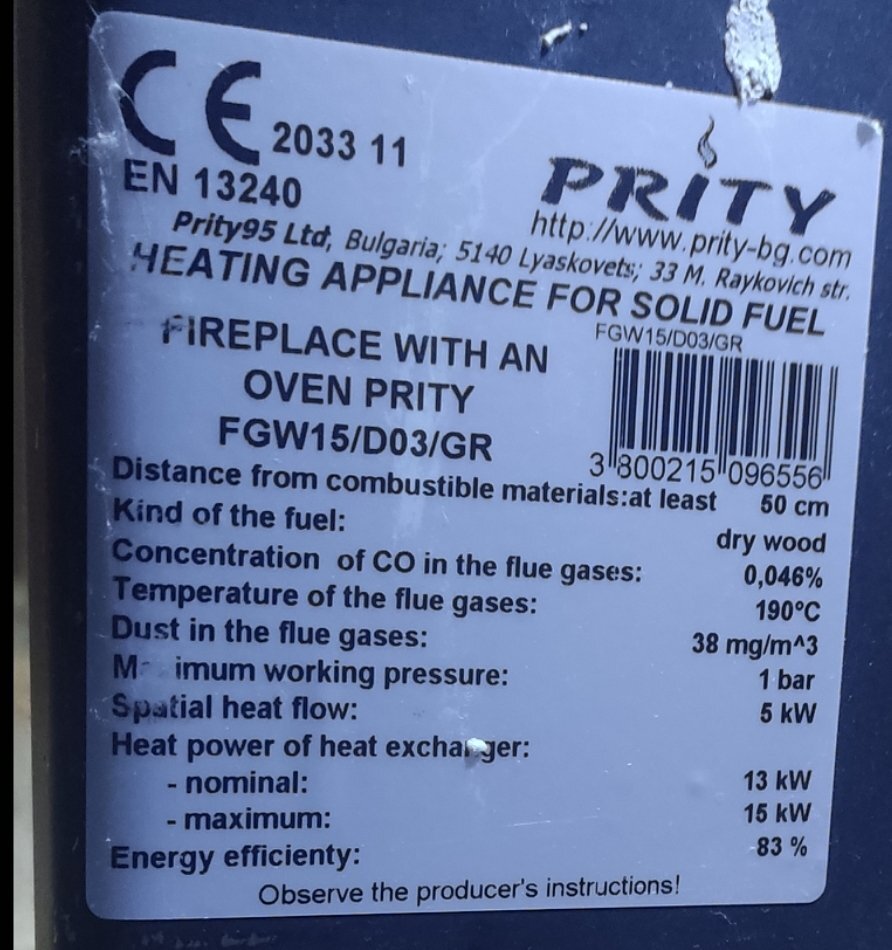 CE 2033 11
EN 13240
PRITY
http://www.prity-bg.com
Prity95 Ltd, Bulgaria; 5140 Lyaskovets; 33 M. Raykovich str.
HEATING APPLIANCE FOR SOLID FUEL
FIREPLACE WITH AN
OVEN PRITY
FGW15/D03/GR
FGW15/D03/GR
3 800215 096556
Distance from combustible materials:at least 50 cm
Kind of the fuel: dry wood
Concentration of CO in the flue gases: 0,046%
Temperature of the flue gases: 190°C
Dust in the flue gases: 38 mg/m^3
Maximum working pressure: 1 bar
Spatial heat flow: 5 kW
Heat power of heat exchanger:
- nominal: 13 kW
- maximum: 15 kW
Energy efficienty: 83 %
Observe the producer's instructions!